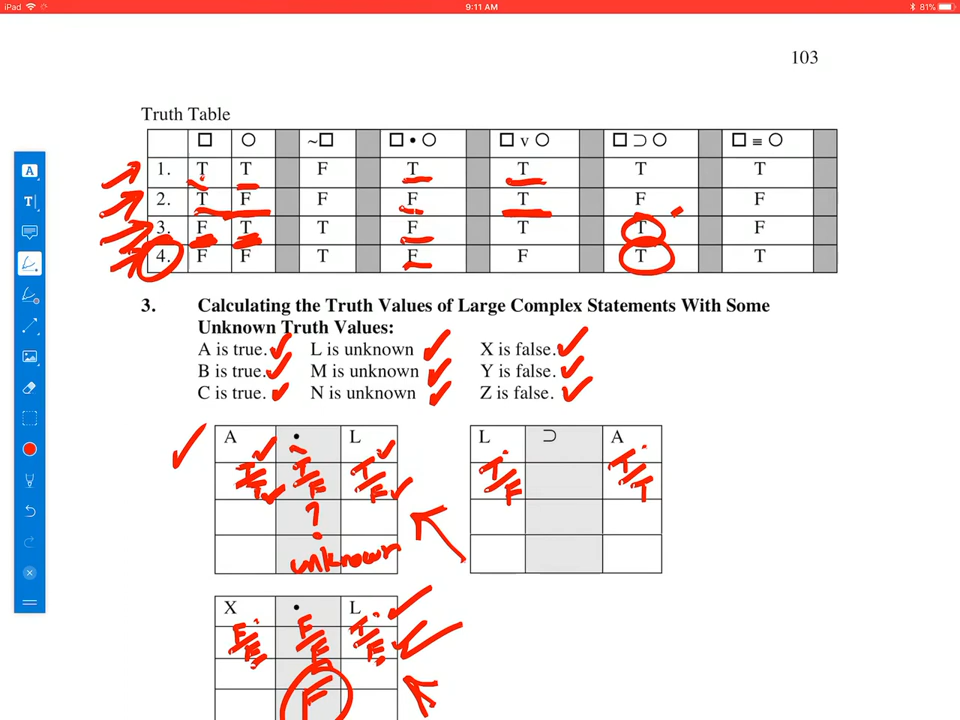 iPad 9:11 AM 81%
103
Truth Table
□ ○ ~□ □ • ○ □ v ○ □ ⊃ ○ □ ≡ ○
1. T T F T T T T
2. T F F F T F F
3. F T T F T T F
4. F F T F F T T
3. Calculating the Truth Values of Large Complex Statements With Some
Unknown Truth Values:
A is true. L is unknown X is false.
B is true. M is unknown Y is false.
C is true. N is unknown Z is false.
A • L L ⊃ A
T/T T/F T/F T/F T/T
?
unknown
X • L
F/F F/F T/F
F
A
T